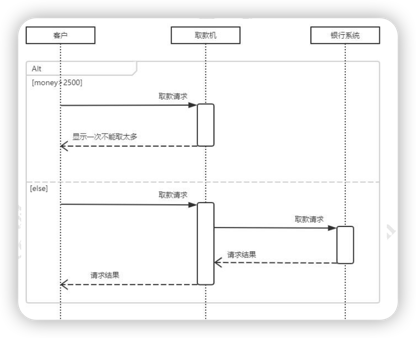 客户 取款机 银行系统
Alt
[money>2500]
取款请求
显示一次不能取太多
[else]
取款请求
取款请求
请求结果
请求结果